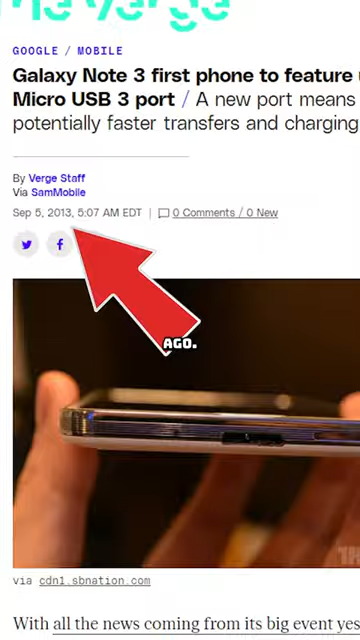 GOOGLE / MOBILE
Galaxy Note 3 first phone to feature
Micro USB 3 port / A new port means
potentially faster transfers and charging
By Verge Staff
Via SamMobile
Sep 5, 2013, 5:07 AM EDT | 0 Comments / 0 New
AGO.
via cdn1.sbnation.com
With all the news coming from its big event yes